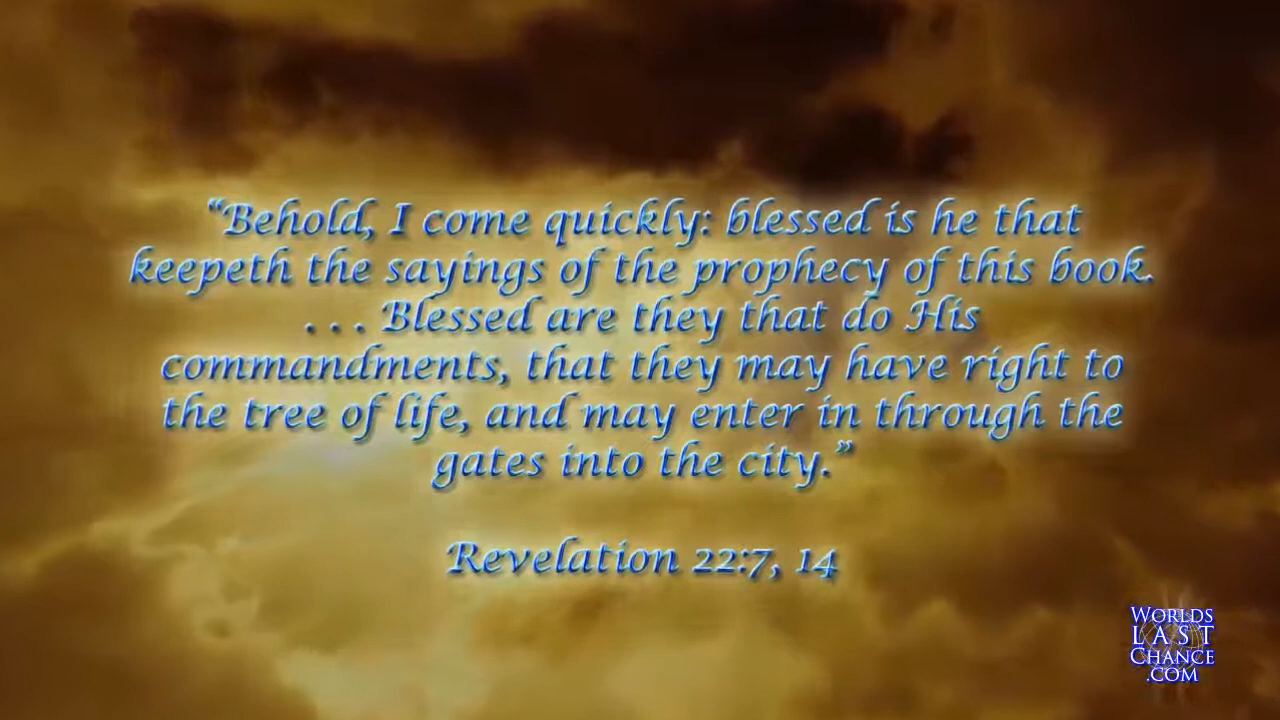 “Behold, I come quickly: blessed is he that
keepeth the sayings of the prophecy of this book.
. . . Blessed are they that do His
commandments, that they may have right to
the tree of life, and may enter in through the
gates into the city.”
Revelation 22:7, 14
WORLDS
LAST
CHANCE
.COM